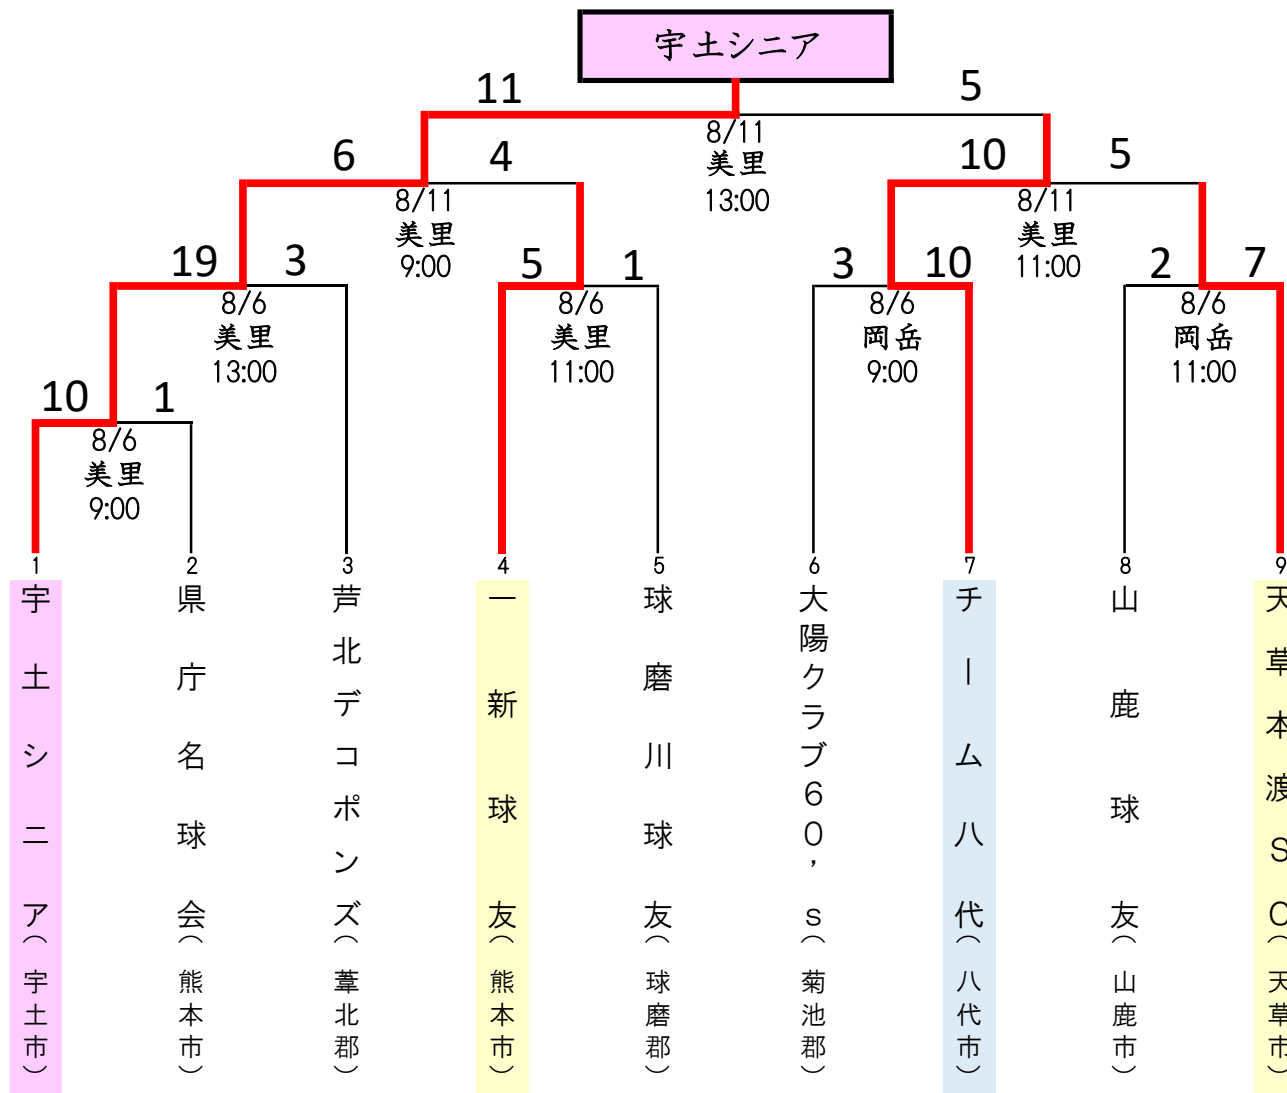 宇土シニア
11
5
8/11
美里
13:00
6
4
8/11
美里
9:00
10
5
8/11
美里
11:00
19
3
8/6
美里
13:00
5
1
8/6
美里
11:00
3
10
8/6
岡岳
9:00
2
7
8/6
岡岳
11:00
10
1
8/6
美里
9:00
1
2
3
4
5
6
7
8
9
宇土シニア（宇土市）
県庁名球会（熊本市）
芦北デコポンズ（葦北郡）
一新球友（熊本市）
球磨川球友（球磨郡）
大陽クラブ60’s（菊池郡）
チーム八代（八代市）
山鹿球友（山鹿市）
天草本渡SC（天草市）